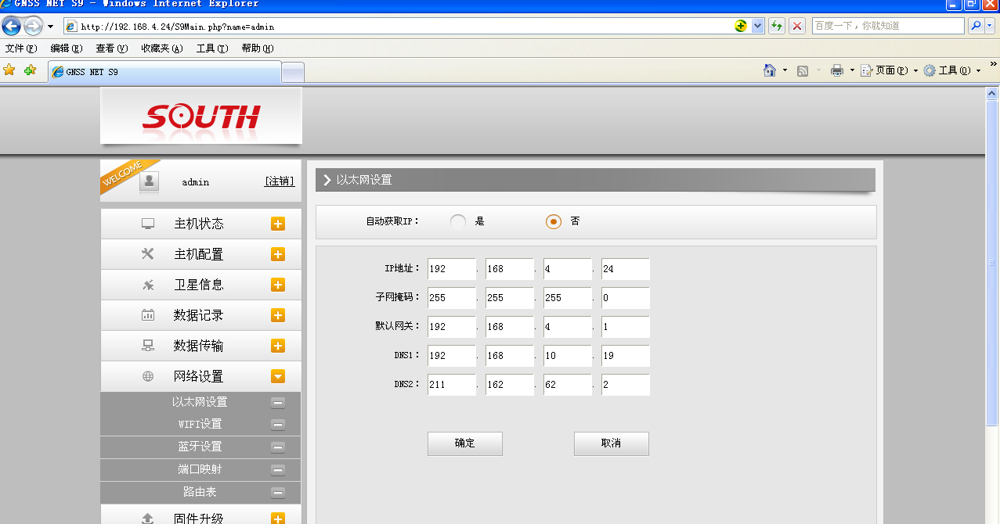 GNSS NET S9 - Windows Internet Explorer
http://192.168.4.24/S9Main.php?name=admin
百度一下，你就知道
文件(F) 编辑(E) 查看(V) 收藏夹(A) 工具(T) 帮助(H)
GNSS NET S9
页面(P) 工具(O)
SOUTH
WELCOME
admin
[注销]
主机状态
主机配置
卫星信息
数据记录
数据传输
网络设置
以太网设置
WIFI设置
蓝牙设置
端口映射
路由表
固件升级
以太网设置
自动获取IP： 是 否
IP地址： 192 . 168 . 4 . 24
子网掩码： 255 . 255 . 255 . 0
默认网关： 192 . 168 . 4 . 1
DNS1： 192 . 168 . 10 . 19
DNS2： 211 . 162 . 62 . 2
确定 取消